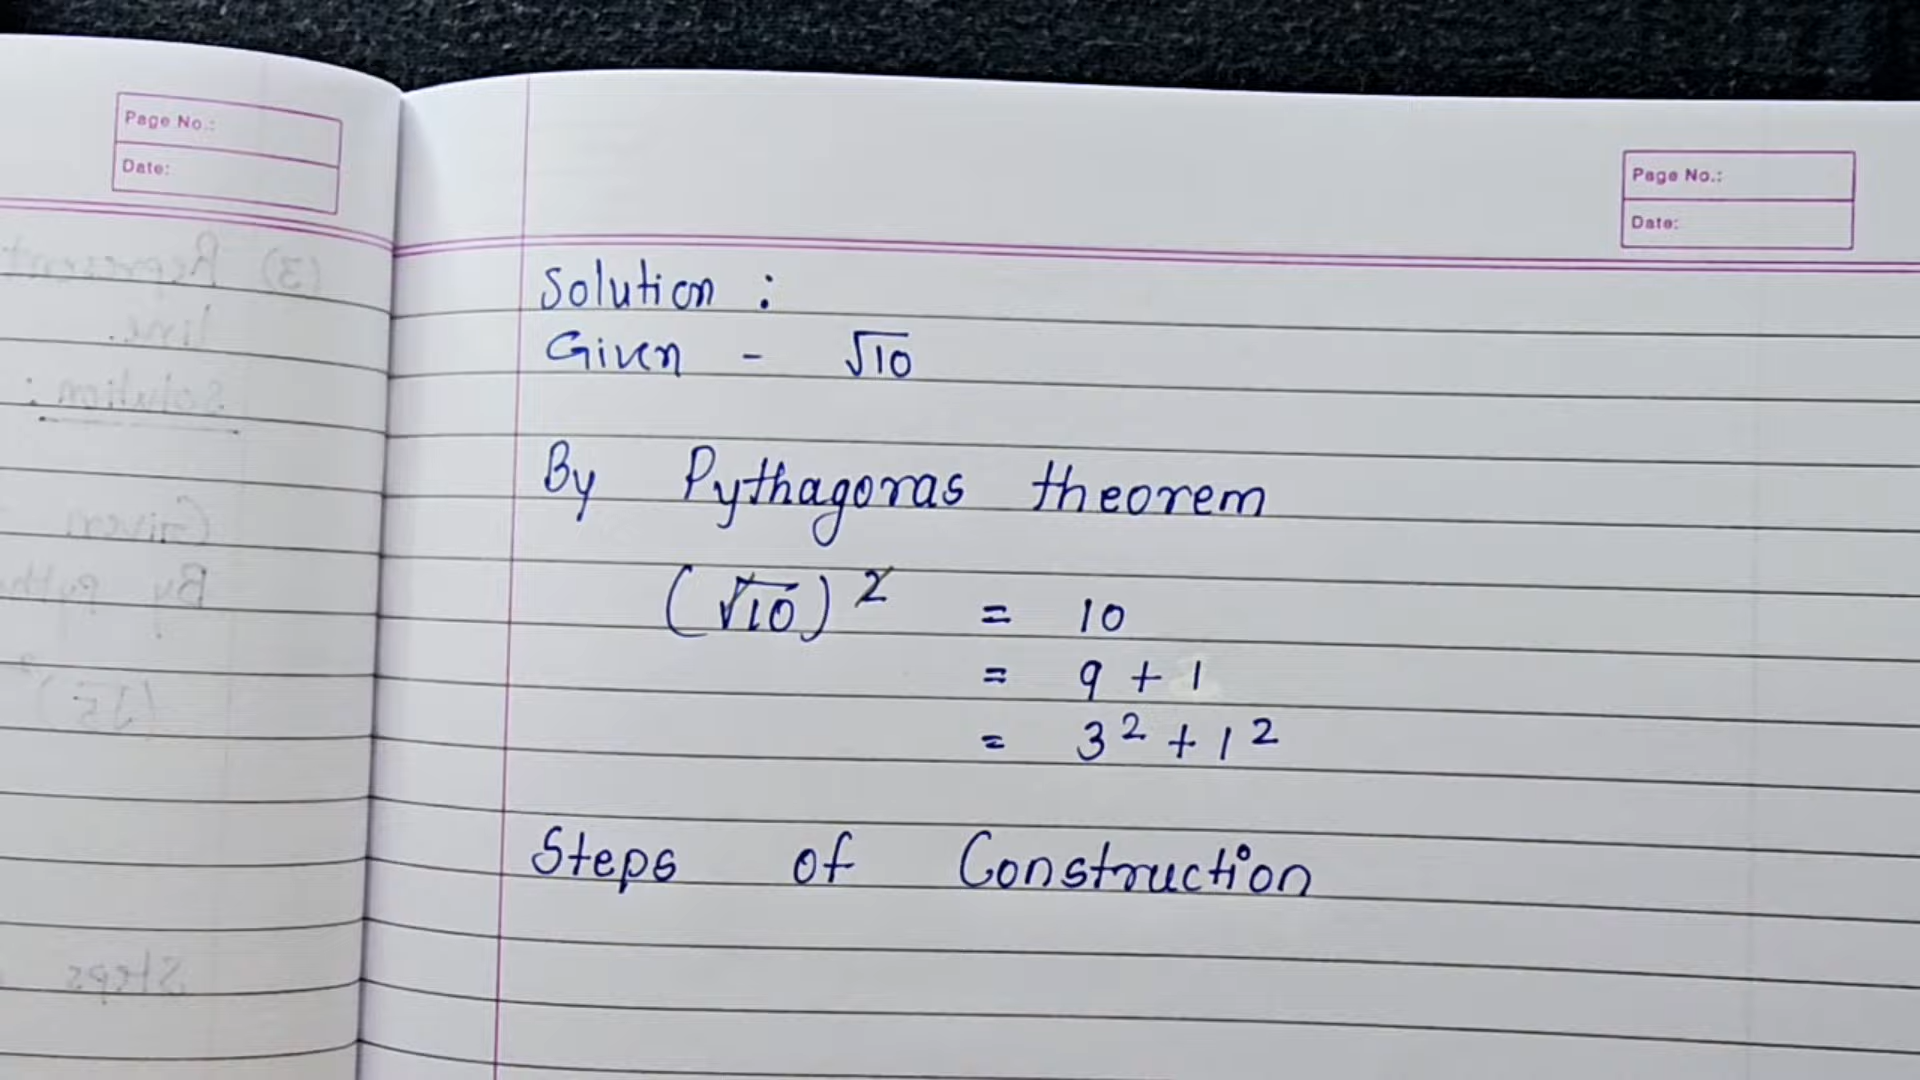 Page No.:
Date:
Page No.:
Date:
Solution :
Given - √10
By Pythagoras theorem
(√10)² = 10
= 9 + 1
= 3² + 1²
Steps of Construction